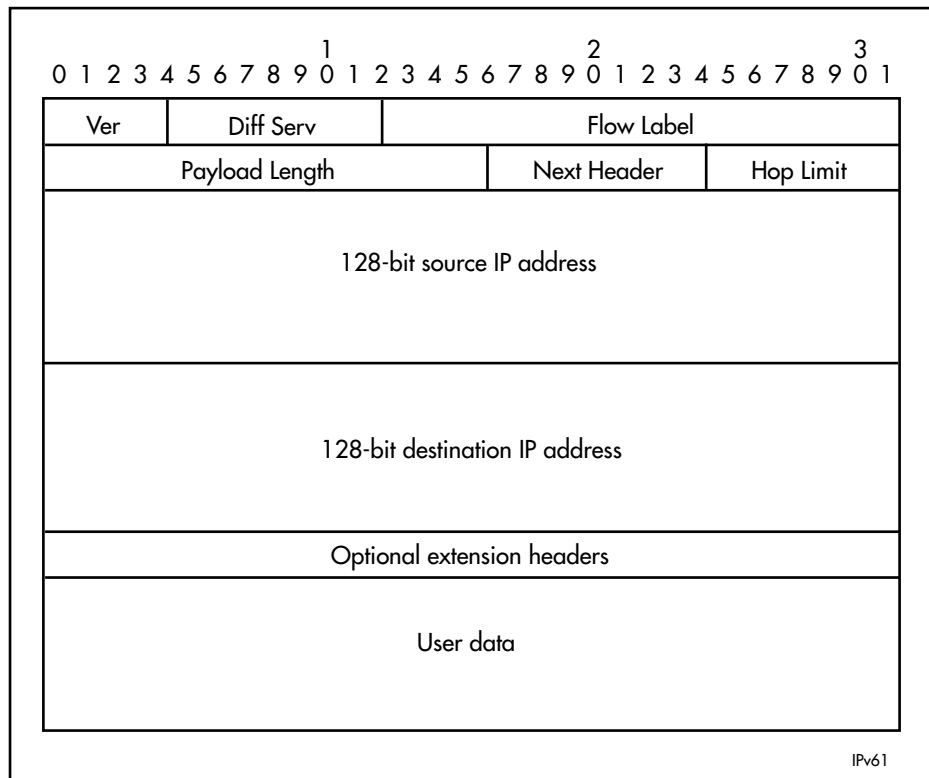 1 2 3
0 1 2 3 4 5 6 7 8 9 0 1 2 3 4 5 6 7 8 9 0 1 2 3 4 5 6 7 8 9 0 1
Ver Diff Serv Flow Label
Payload Length Next Header Hop Limit
128-bit source IP address
128-bit destination IP address
Optional extension headers
User data
IPv61